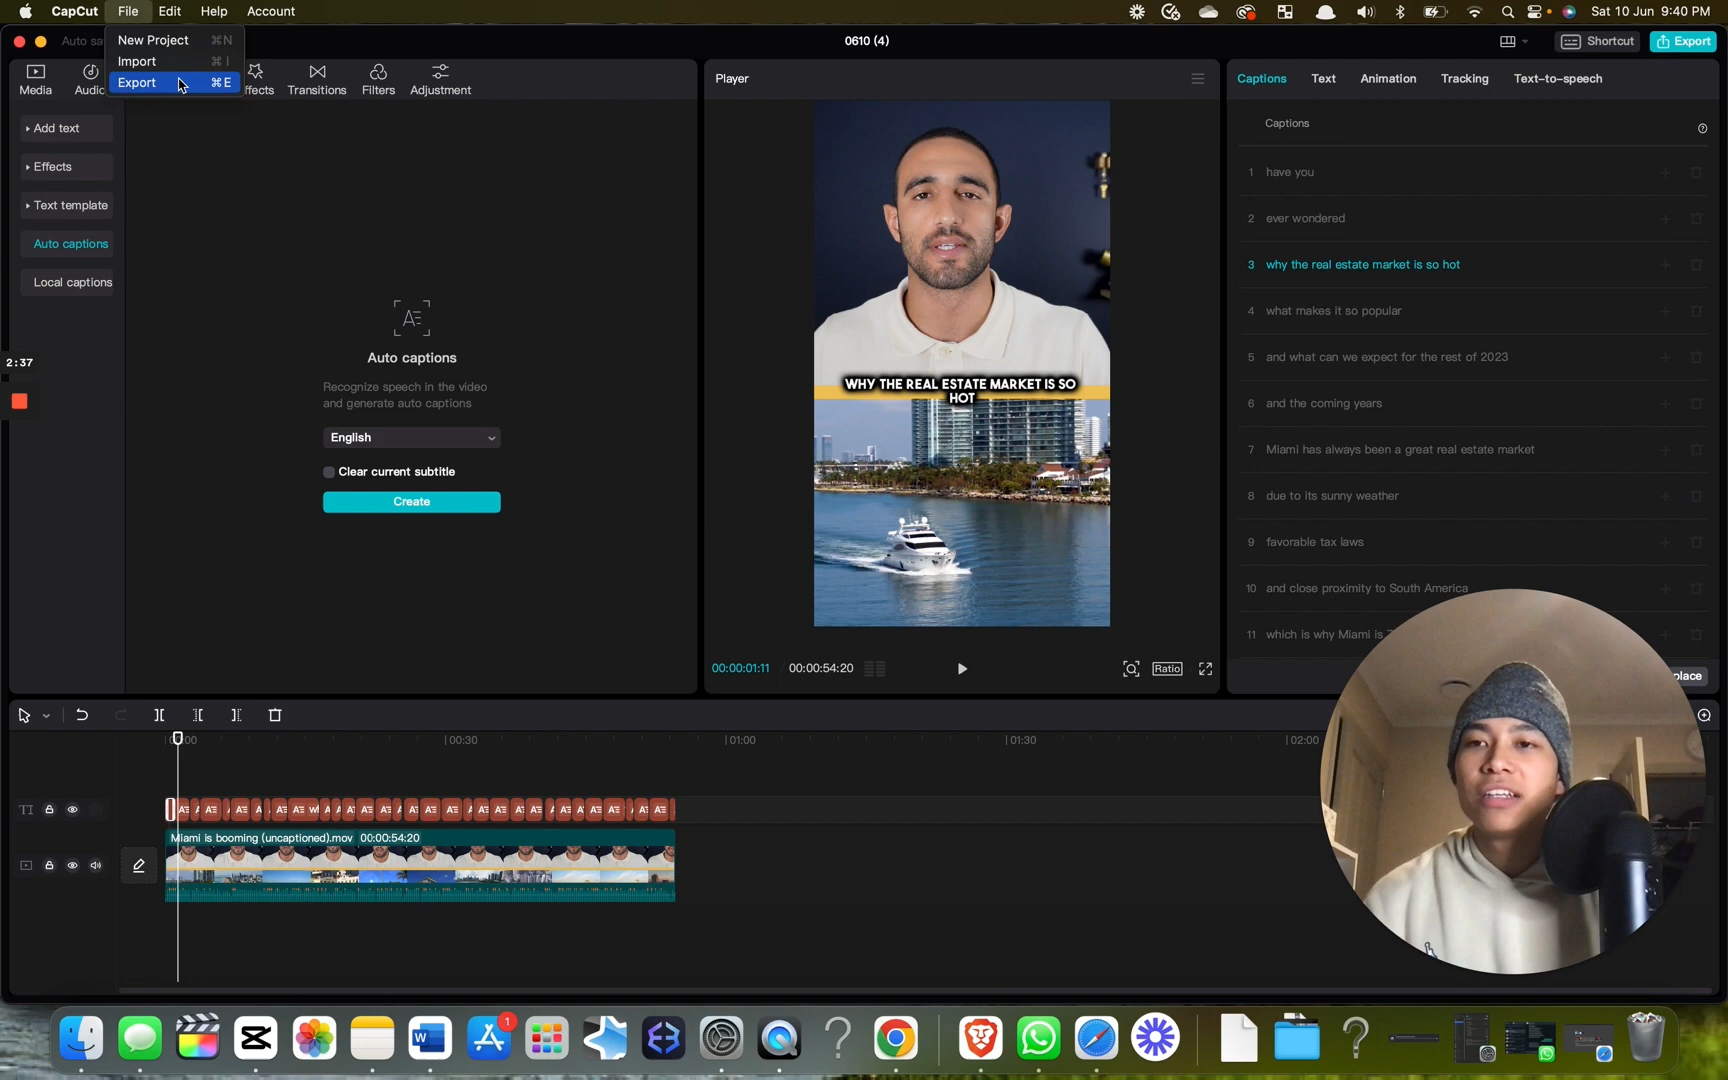 CapCut File Edit Help Account
Sat 10 Jun 9:40 PM
Auto sa
0610 (4)
Shortcut
Export
New Project ⌘N
Import ⌘I
Export ⌘E
Media
Audio
ffects
Transitions
Filters
Adjustment
Add text
Effects
Text template
Auto captions
Local captions
2:37
Auto captions
Recognize speech in the video
and generate auto captions
English
Clear current subtitle
Create
Player
WHY THE REAL ESTATE MARKET IS SO
HOT
00:00:01:11 00:00:54:20
Ratio
Captions Text Animation Tracking Text-to-speech
Captions
1 have you
2 ever wondered
3 why the real estate market is so hot
4 what makes it so popular
5 and what can we expect for the rest of 2023
6 and the coming years
7 Miami has always been a great real estate market
8 due to its sunny weather
9 favorable tax laws
10 and close proximity to South America
11 which is why Miami is
place
00:00
00:30
01:00
01:30
02:00
TI
Miami is booming (uncaptioned).mov 00:00:54:20
1